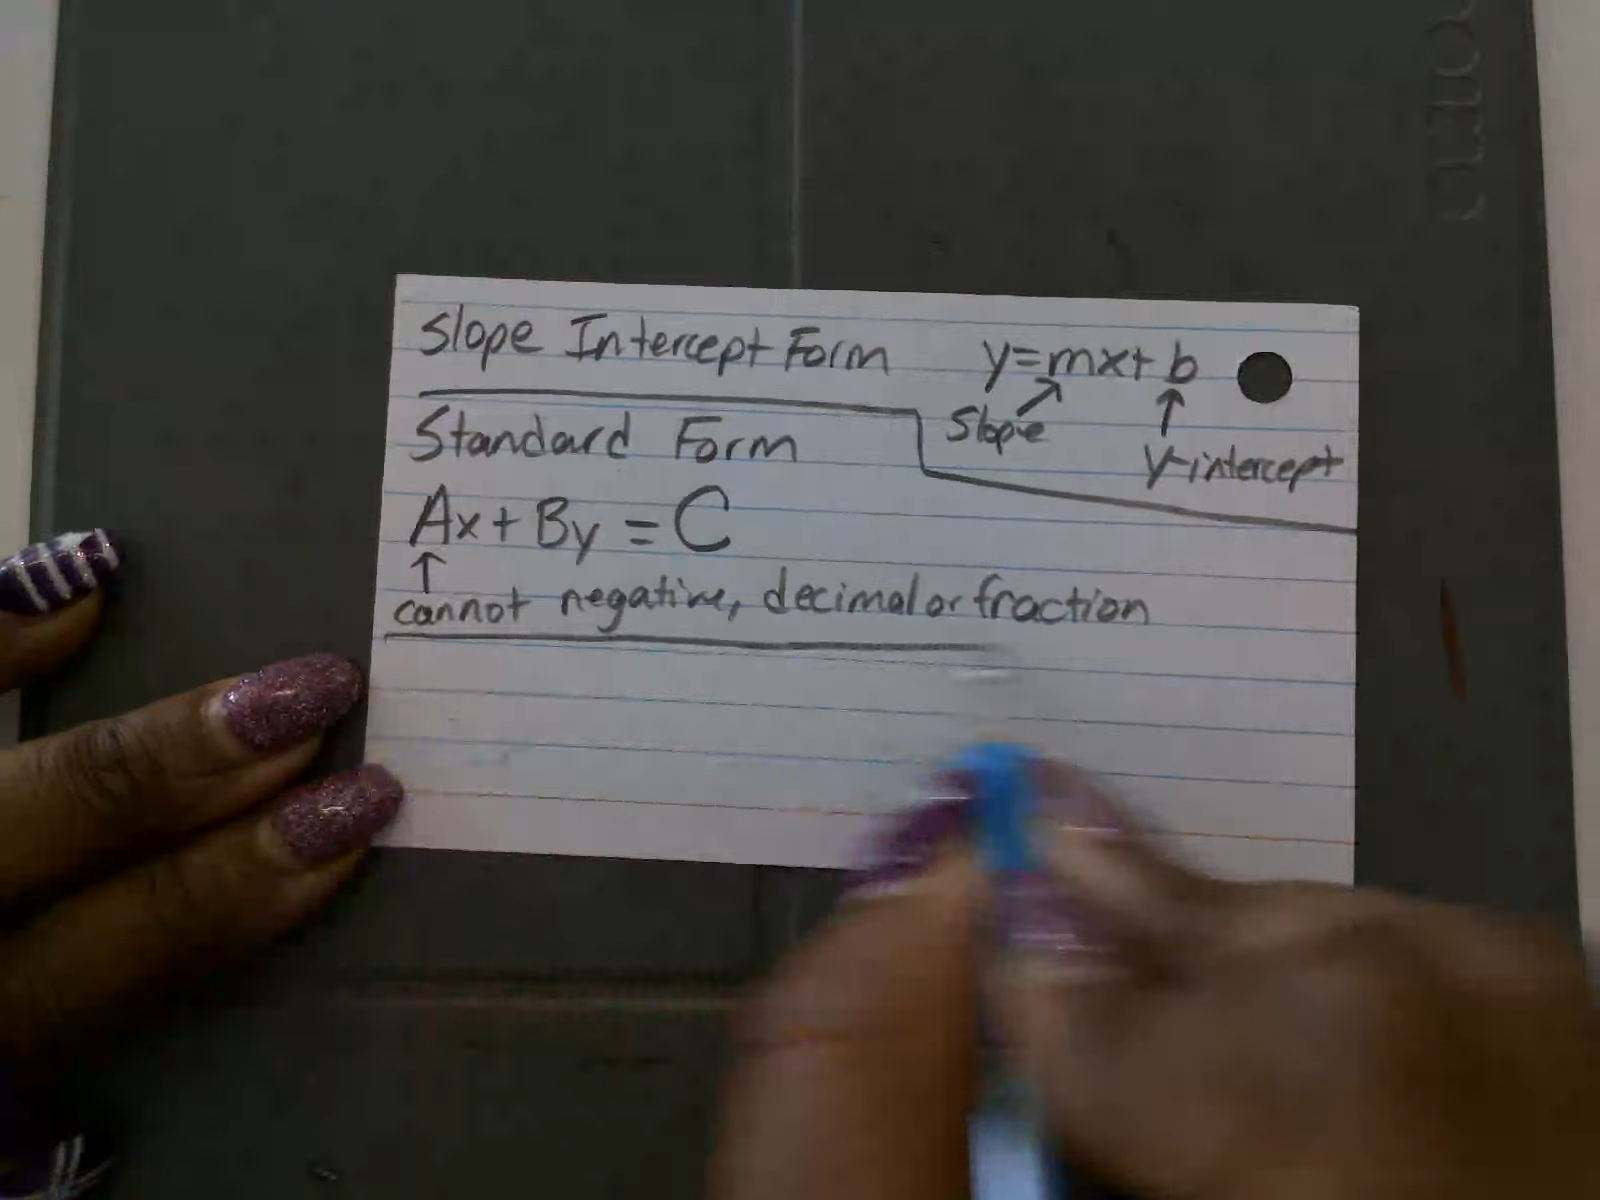 Slope Intercept Form y=mx+b
Slope
y-intercept
Standard Form
Ax+By=C
cannot negative, decimal or fraction